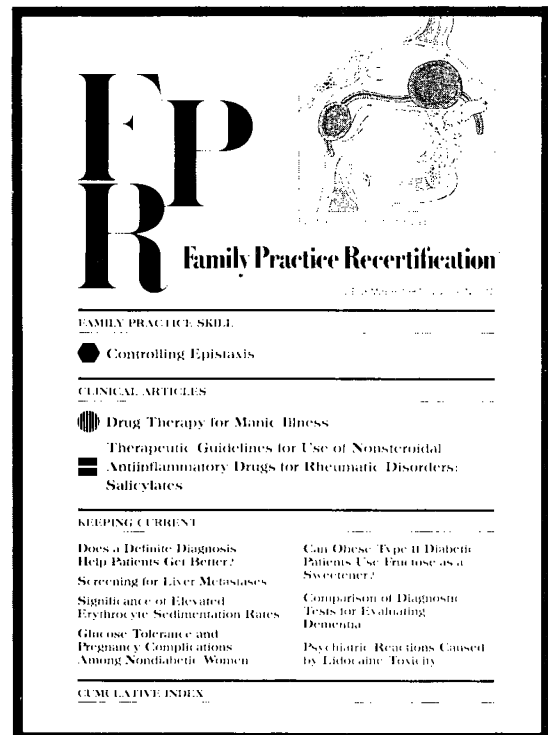 F
P
R
Family Practice Recertification
FAMILY PRACTICE SKILL
Controlling Epistaxis
CLINICAL ARTICLES
Drug Therapy for Manic Illness
Therapeutic Guidelines for Use of Nonsteroidal
Antiinflammatory Drugs for Rheumatic Disorders:
Salicylates
KEEPING CURRENT
Does a Definite Diagnosis
Help Patients Get Better?
Screening for Liver Metastases
Significance of Elevated
Erythrocyte Sedimentation Rates
Glucose Tolerance and
Pregnancy Complications
Among Nondiabetic Women
Can Obese Type II Diabetic
Patients Use Fructose as a
Sweetener?
Comparison of Diagnostic
Tests for Evaluating
Dementia
Psychiatric Reactions Caused
by Lidocaine Toxicity
CUMULATIVE INDEX